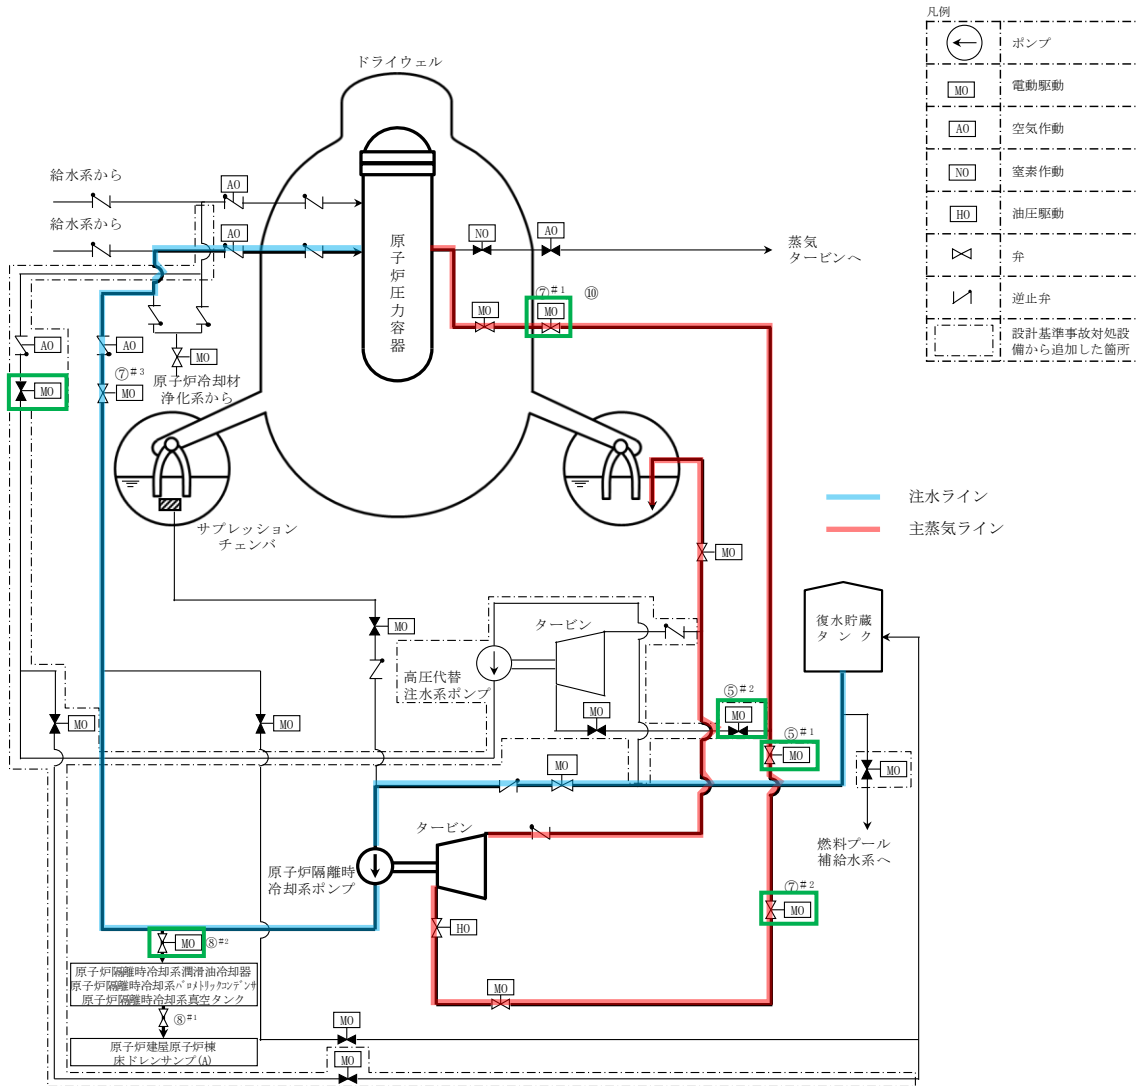 凡例
ポンプ
MO
電動駆動
AO
空気作動
NO
窒素作動
HO
油圧駆動
弁
逆止弁
設計基準事故対処設
備から追加した箇所
ドライウェル
給水系から
AO
給水系から
AO
原子炉圧力容器
NO
AO
蒸気
タービンへ
MO
⑦#1
MO
⑩
AO
AO
MO
⑦#3
MO
MO
原子炉冷却材
浄化系から
サプレッション
チェンバ
注水ライン
主蒸気ライン
MO
復水貯蔵
タンク
MO
タービン
高圧代替
注水系ポンプ
⑤#2
MO
MO
MO
MO
⑤#1
MO
MO
MO
燃料プール
補給水系へ
タービン
原子炉隔離時
冷却系ポンプ
⑦#2
MO
HO
MO
⑧#2
原子炉隔離時冷却系潤滑油冷却器
原子炉隔離時冷却系バロメトリックコンデンサ
原子炉隔離時冷却系真空タンク
MO
⑧#1
MO
原子炉建屋原子炉棟
床ドレンサンプ(A)
MO